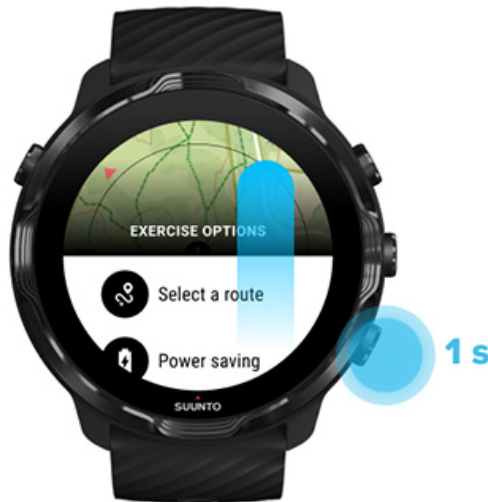 EXERCISE OPTIONS
Select a route
Power saving
SUUNTO
1 s